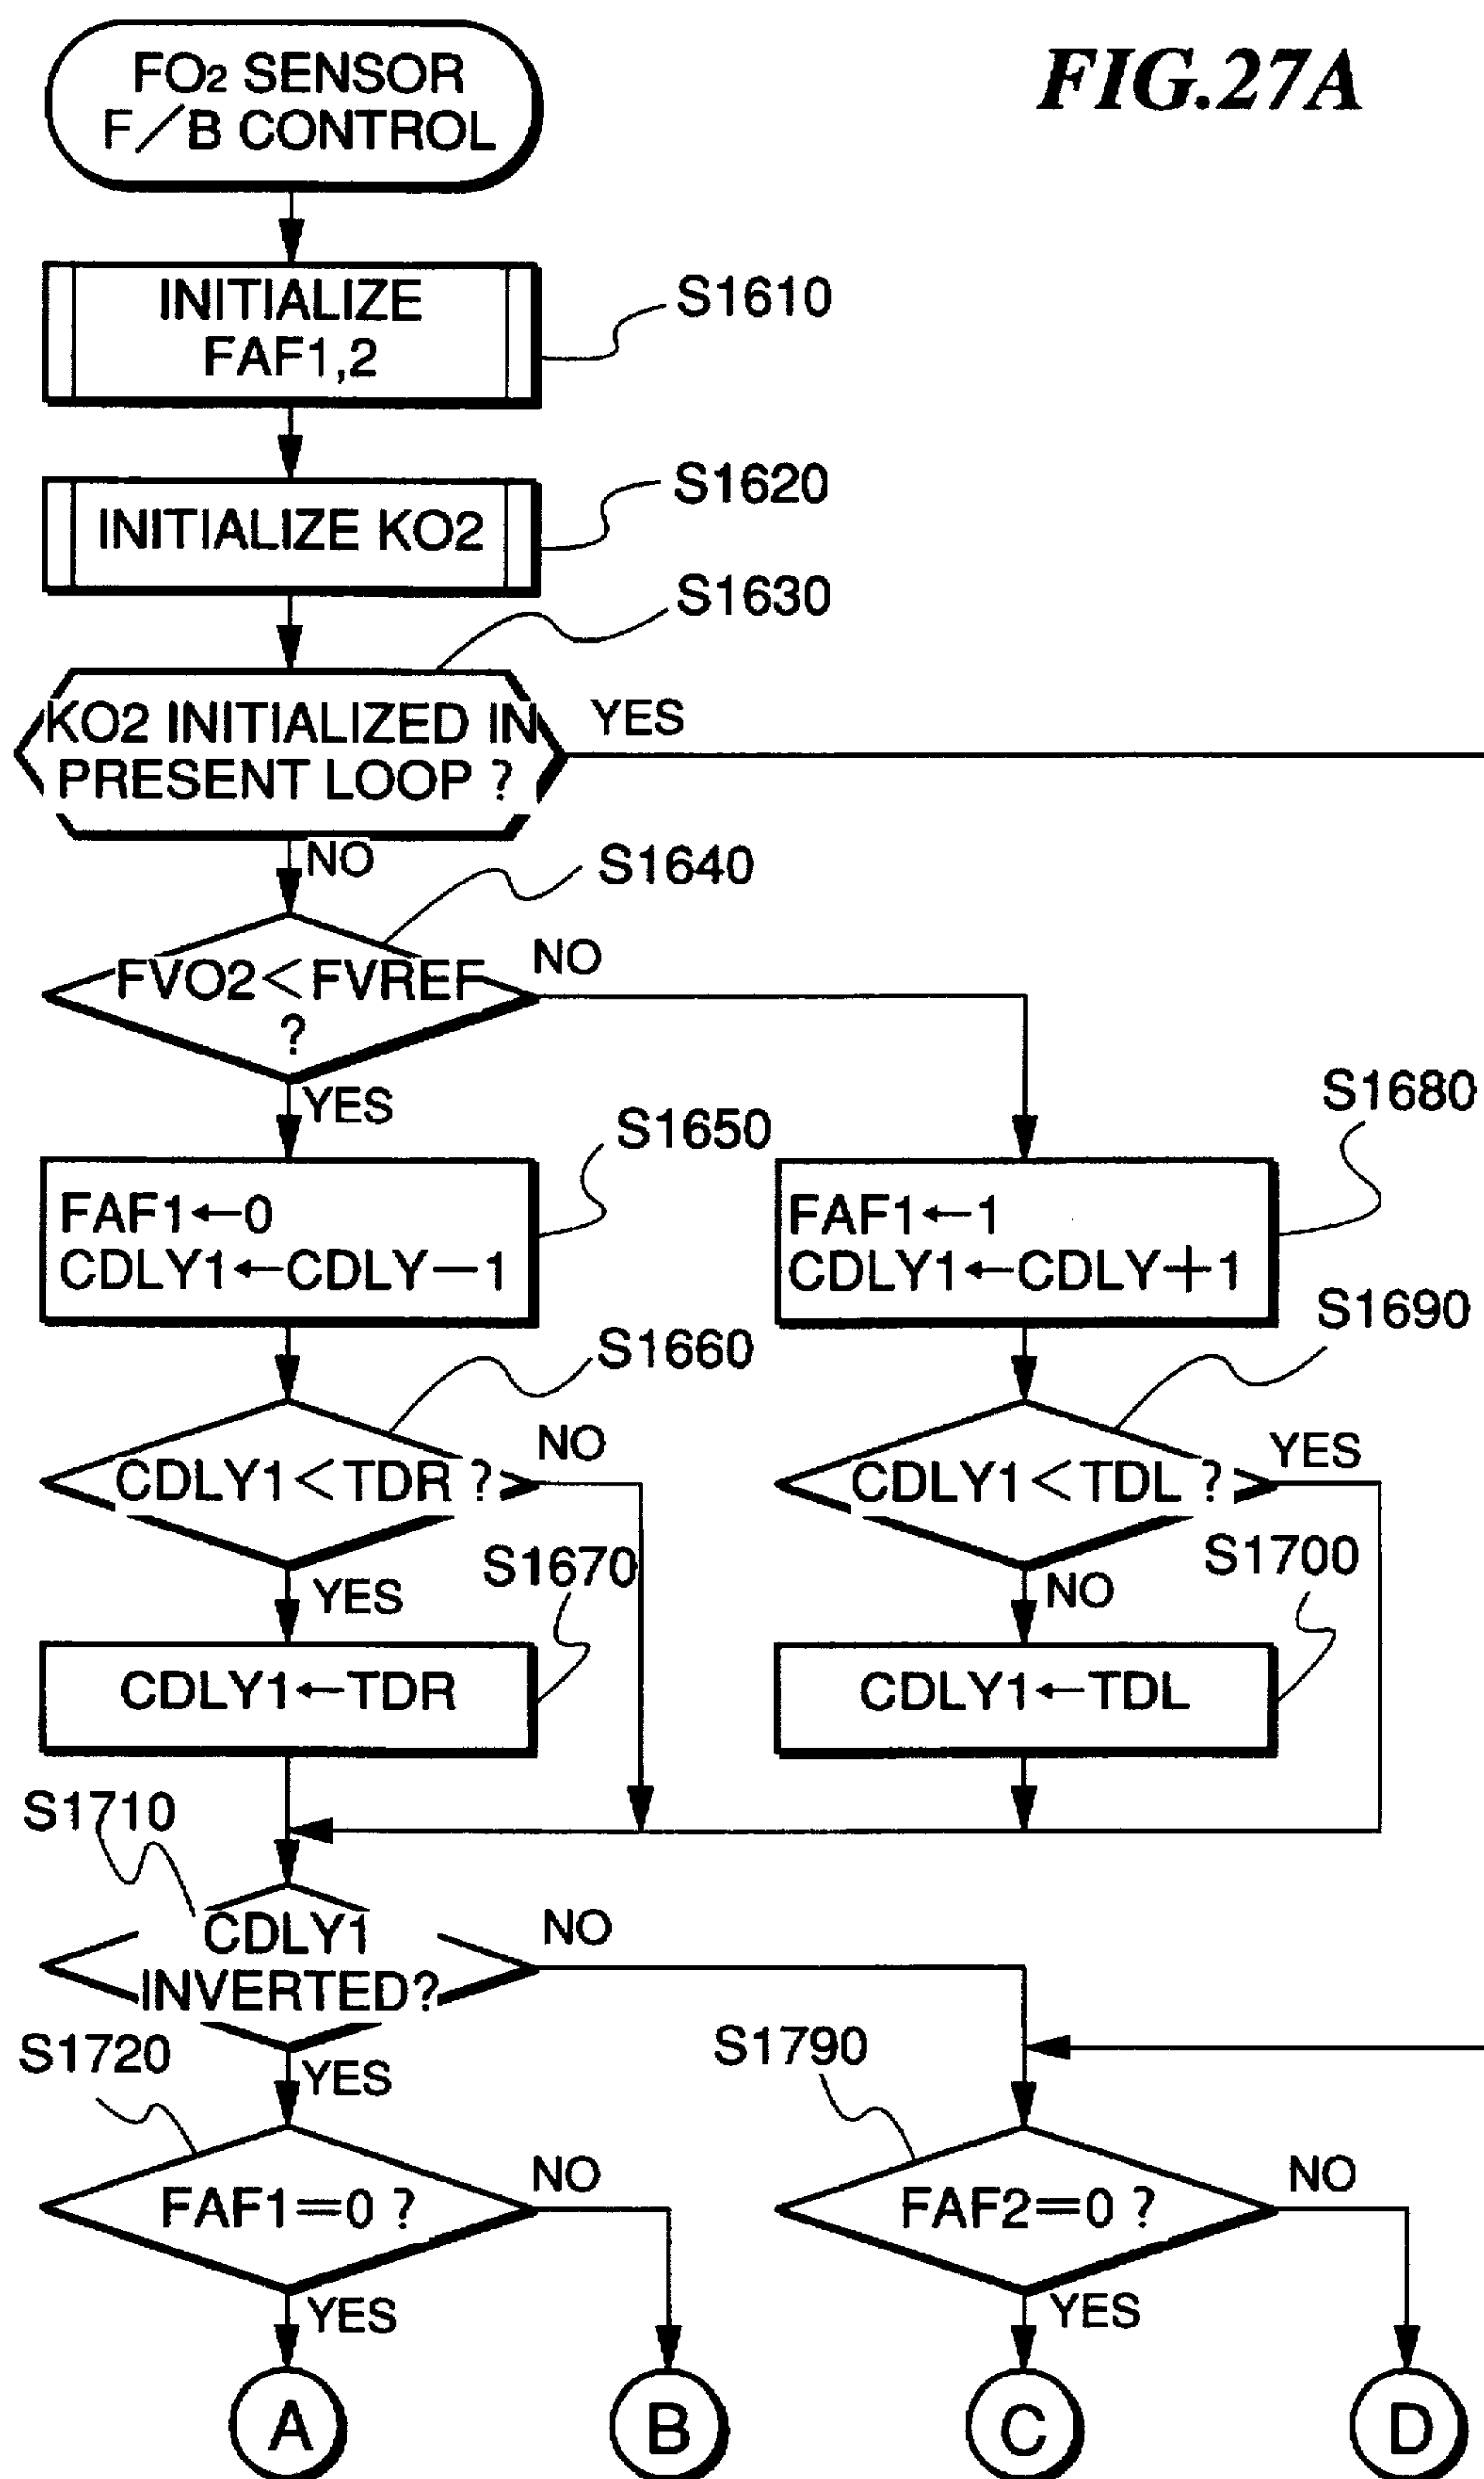 FIG.27A
FO2 SENSOR
F/B CONTROL
INITIALIZE
FAF1,2
S1610
INITIALIZE KO2
S1620
S1630
KO2 INITIALIZED IN
PRESENT LOOP ?
YES
NO
S1640
FVO2<FVREF
?
NO
YES
S1650
FAF1←0
CDLY1←CDLY−1
S1680
FAF1←1
CDLY1←CDLY+1
S1660
CDLY1<TDR ?
NO
YES
S1690
CDLY1<TDL ?
YES
NO
S1670
CDLY1←TDR
S1700
CDLY1←TDL
S1710
CDLY1
INVERTED?
NO
YES
S1720
FAF1=0 ?
NO
YES
S1790
FAF2=0 ?
NO
YES
A
B
C
D